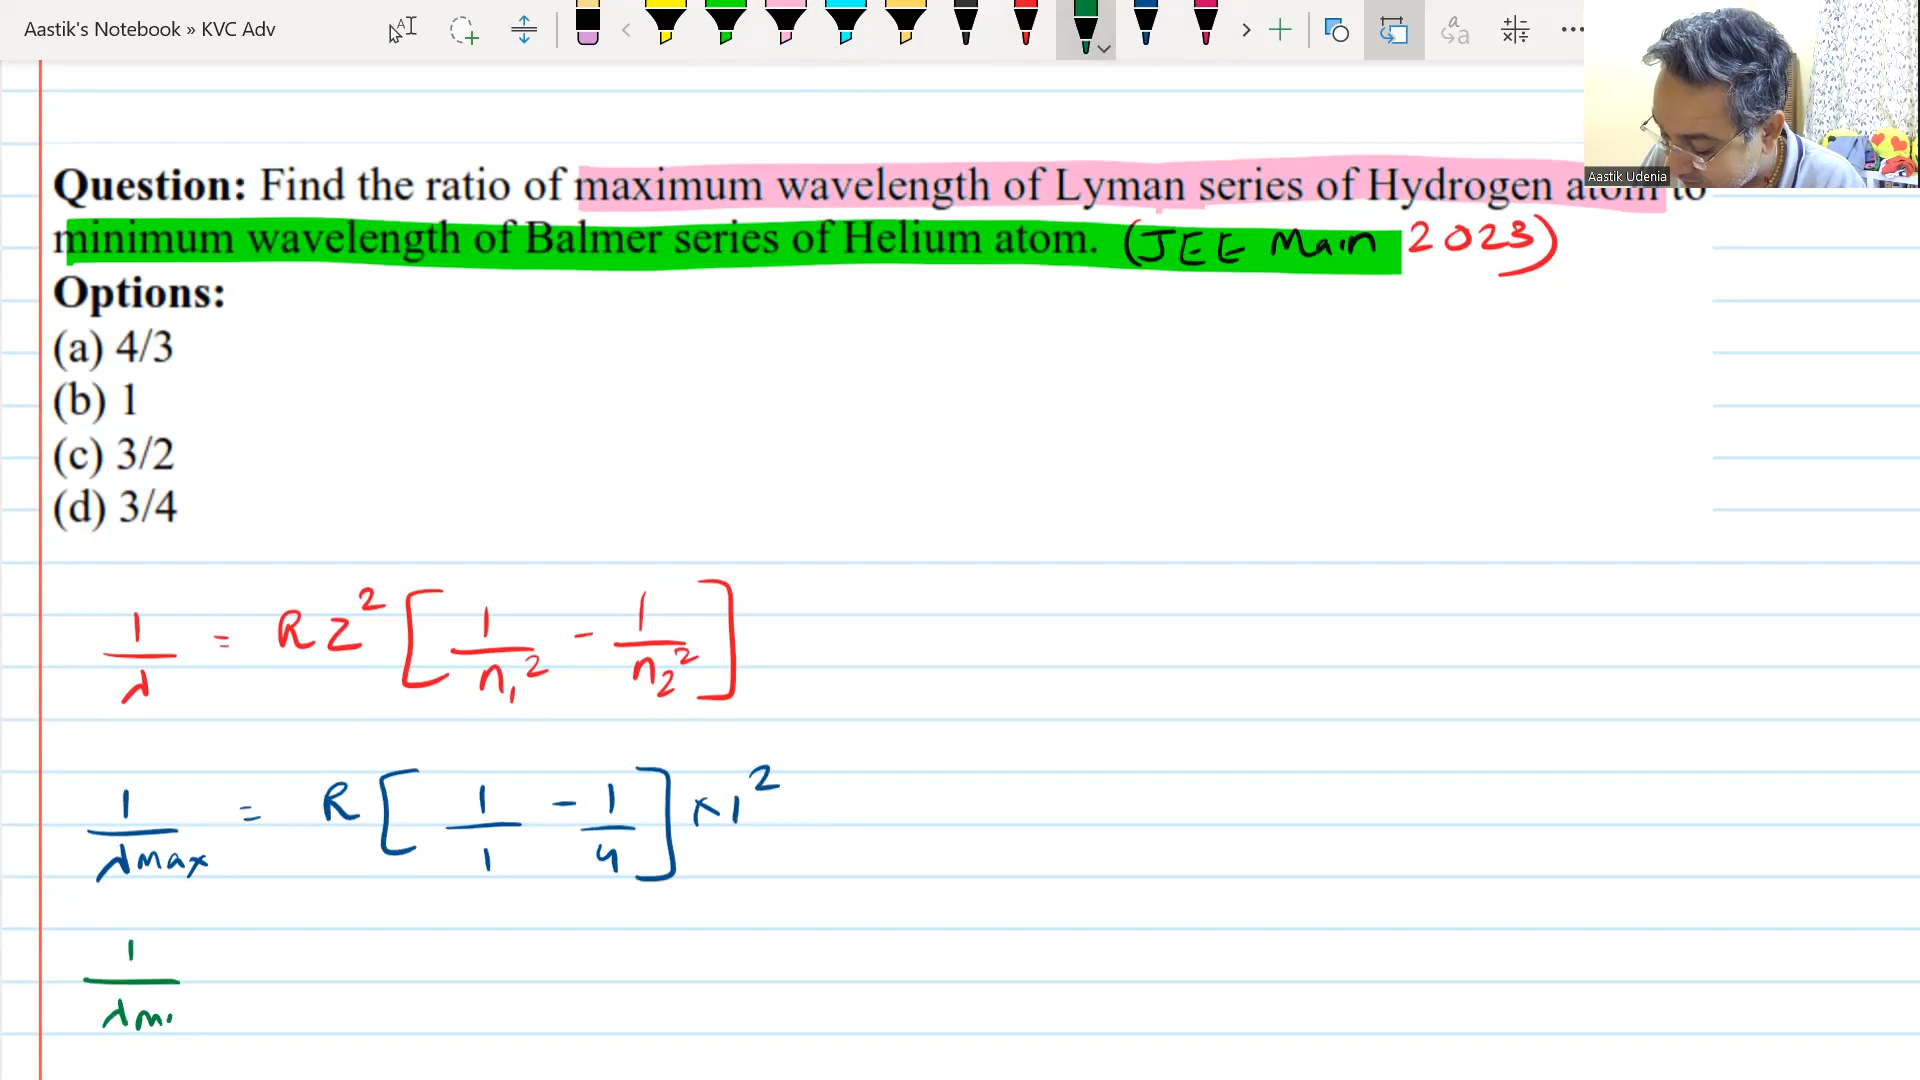 Aastik's Notebook » KVC Adv
Aastik Udenia
Question: Find the ratio of maximum wavelength of Lyman series of Hydrogen atom to
minimum wavelength of Balmer series of Helium atom. (JEE Main 2023)
Options:
(a) 4/3
(b) 1
(c) 3/2
(d) 3/4
1/λ = RZ² [1/n₁² - 1/n₂²]
1/λmax = R [1/1 - 1/4] × 1²
1/λm